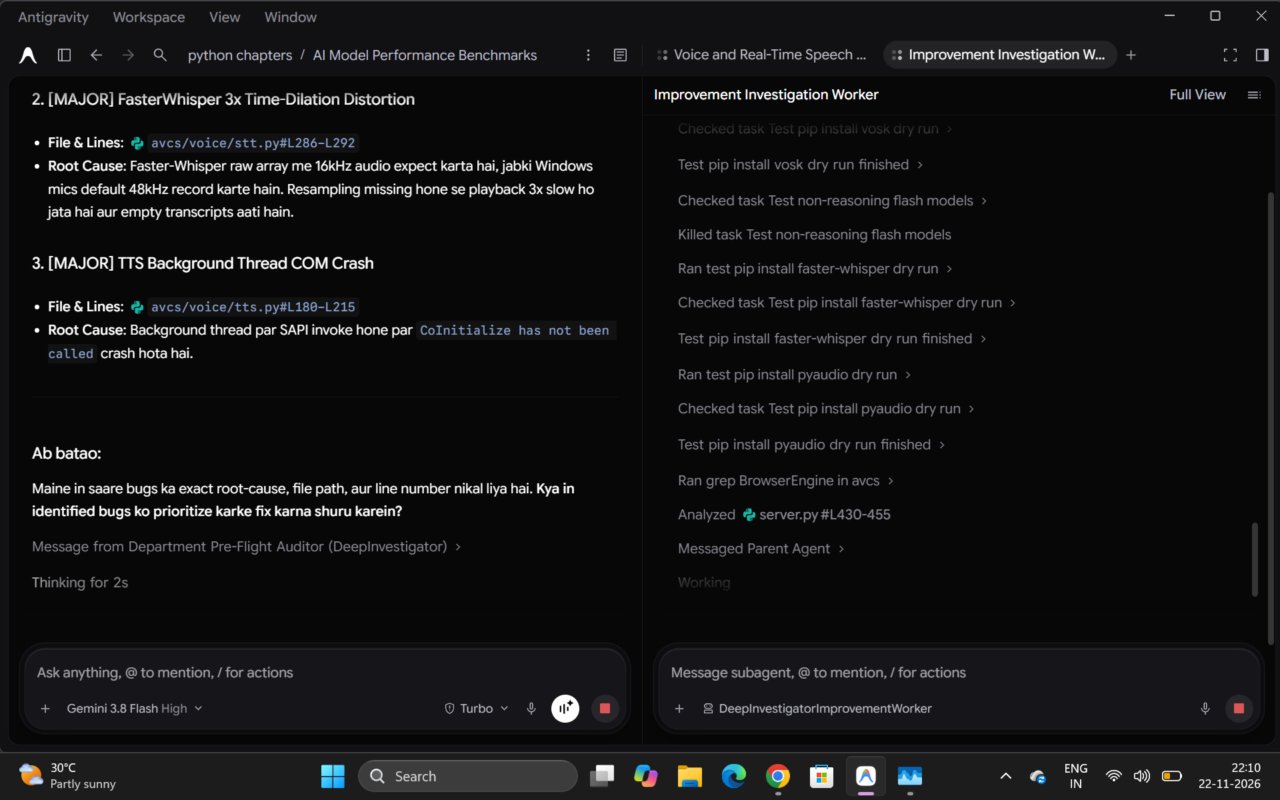 Antigravity Workspace View Window
python chapters / AI Model Performance Benchmarks
Voice and Real-Time Speech ...
Improvement Investigation W...
2. [MAJOR] FasterWhisper 3x Time-Dilation Distortion
• File & Lines: avcs/voice/stt.py#L286-L292
• Root Cause: Faster-Whisper raw array me 16kHz audio expect karta hai, jabki Windows
mics default 48kHz record karte hain. Resampling missing hone se playback 3x slow ho
jata hai aur empty transcripts aati hain.
3. [MAJOR] TTS Background Thread COM Crash
• File & Lines: avcs/voice/tts.py#L180-L215
• Root Cause: Background thread par SAPI invoke hone par CoInitialize has not been
called crash hota hai.
Ab batao:
Maine in saare bugs ka exact root-cause, file path, aur line number nikal liya hai. Kya in
identified bugs ko prioritize karke fix karna shuru karein?
Message from Department Pre-Flight Auditor (DeepInvestigator) >
Thinking for 2s
Ask anything, @ to mention, / for actions
+ Gemini 3.8 Flash High
Turbo
Improvement Investigation Worker
Full View
Checked task Test pip install vosk dry run >
Test pip install vosk dry run finished >
Checked task Test non-reasoning flash models >
Killed task Test non-reasoning flash models
Ran test pip install faster-whisper dry run >
Checked task Test pip install faster-whisper dry run >
Test pip install faster-whisper dry run finished >
Ran test pip install pyaudio dry run >
Checked task Test pip install pyaudio dry run >
Test pip install pyaudio dry run finished >
Ran grep BrowserEngine in avcs >
Analyzed server.py #L430-455
Messaged Parent Agent >
Working
Message subagent, @ to mention, / for actions
+ DeepInvestigatorImprovementWorker
30°C
Partly sunny
Search
ENG
IN
22:10
22-11-2026